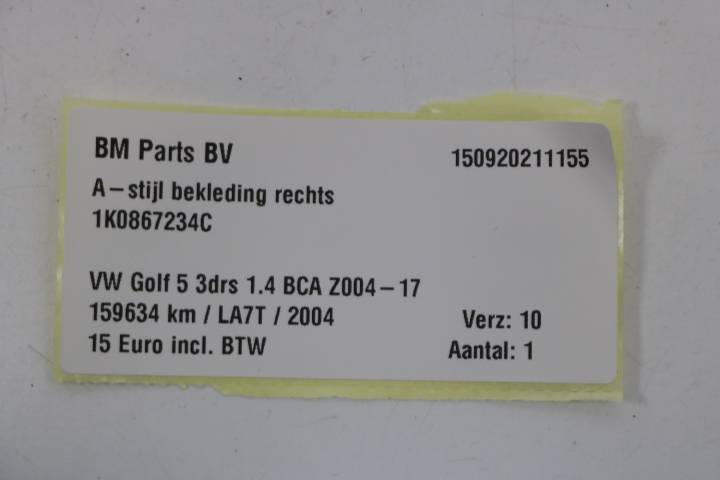 BM Parts BV 150920211155
A-stijl bekleding rechts
1K0867234C
VW Golf 5 3drs 1.4 BCA Z004-17
159634 km / LA7T / 2004 Verz: 10
15 Euro incl. BTW Aantal: 1